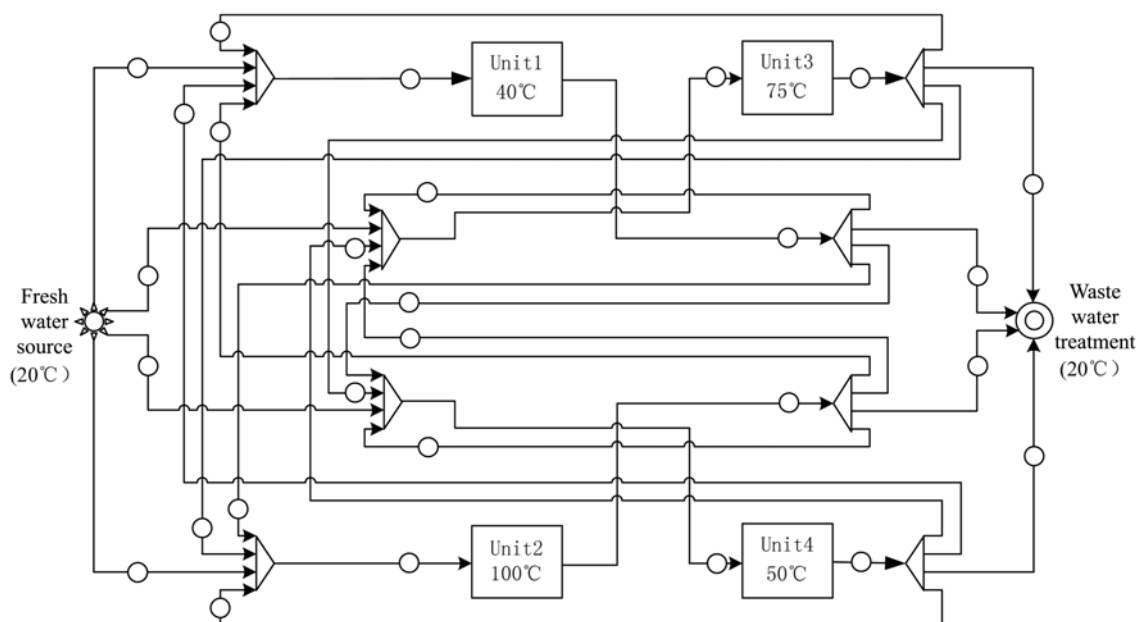 Unit1
40℃
Unit3
75℃
Fresh
water
source
(20℃)
Waste
water
treatment
(20℃)
Unit2
100℃
Unit4
50℃